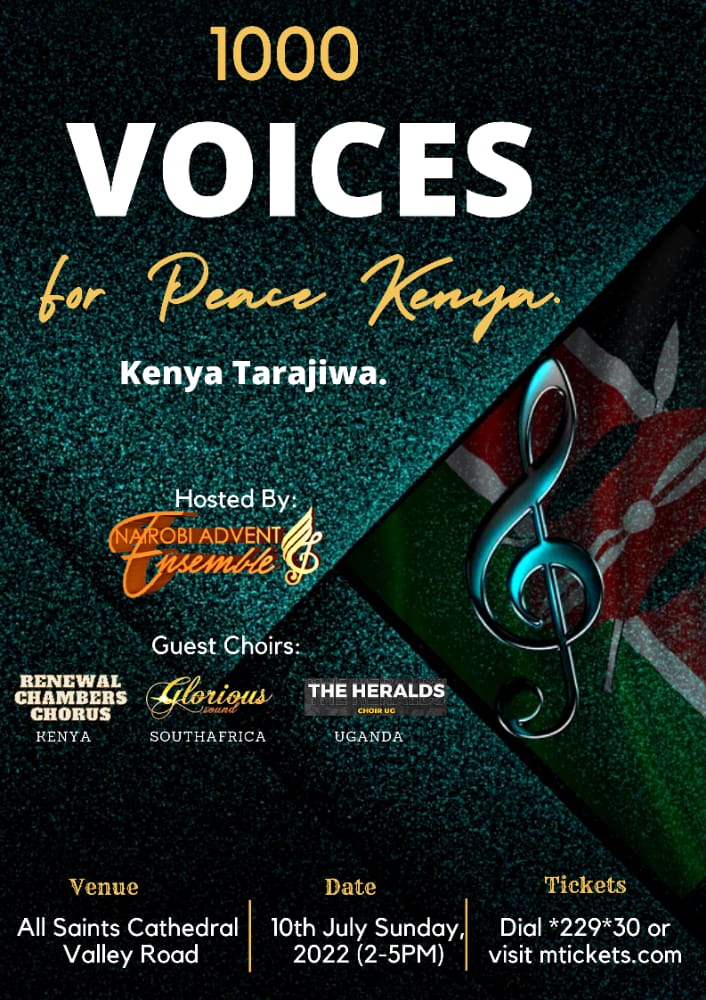 1000
VOICES
for Peace Kenya.
Kenya Tarajiwa.
Hosted By:
NAIROBI ADVENT
Ensemble
Guest Choirs:
RENEWAL
CHAMBERS
CHORUS
KENYA
Glorious
sound
SOUTHAFRICA
THE HERALDS
CHOIR UG
UGANDA
Venue
All Saints Cathedral
Valley Road
Date
10th July Sunday,
2022 (2-5PM)
Tickets
Dial *229*30 or
visit mtickets.com